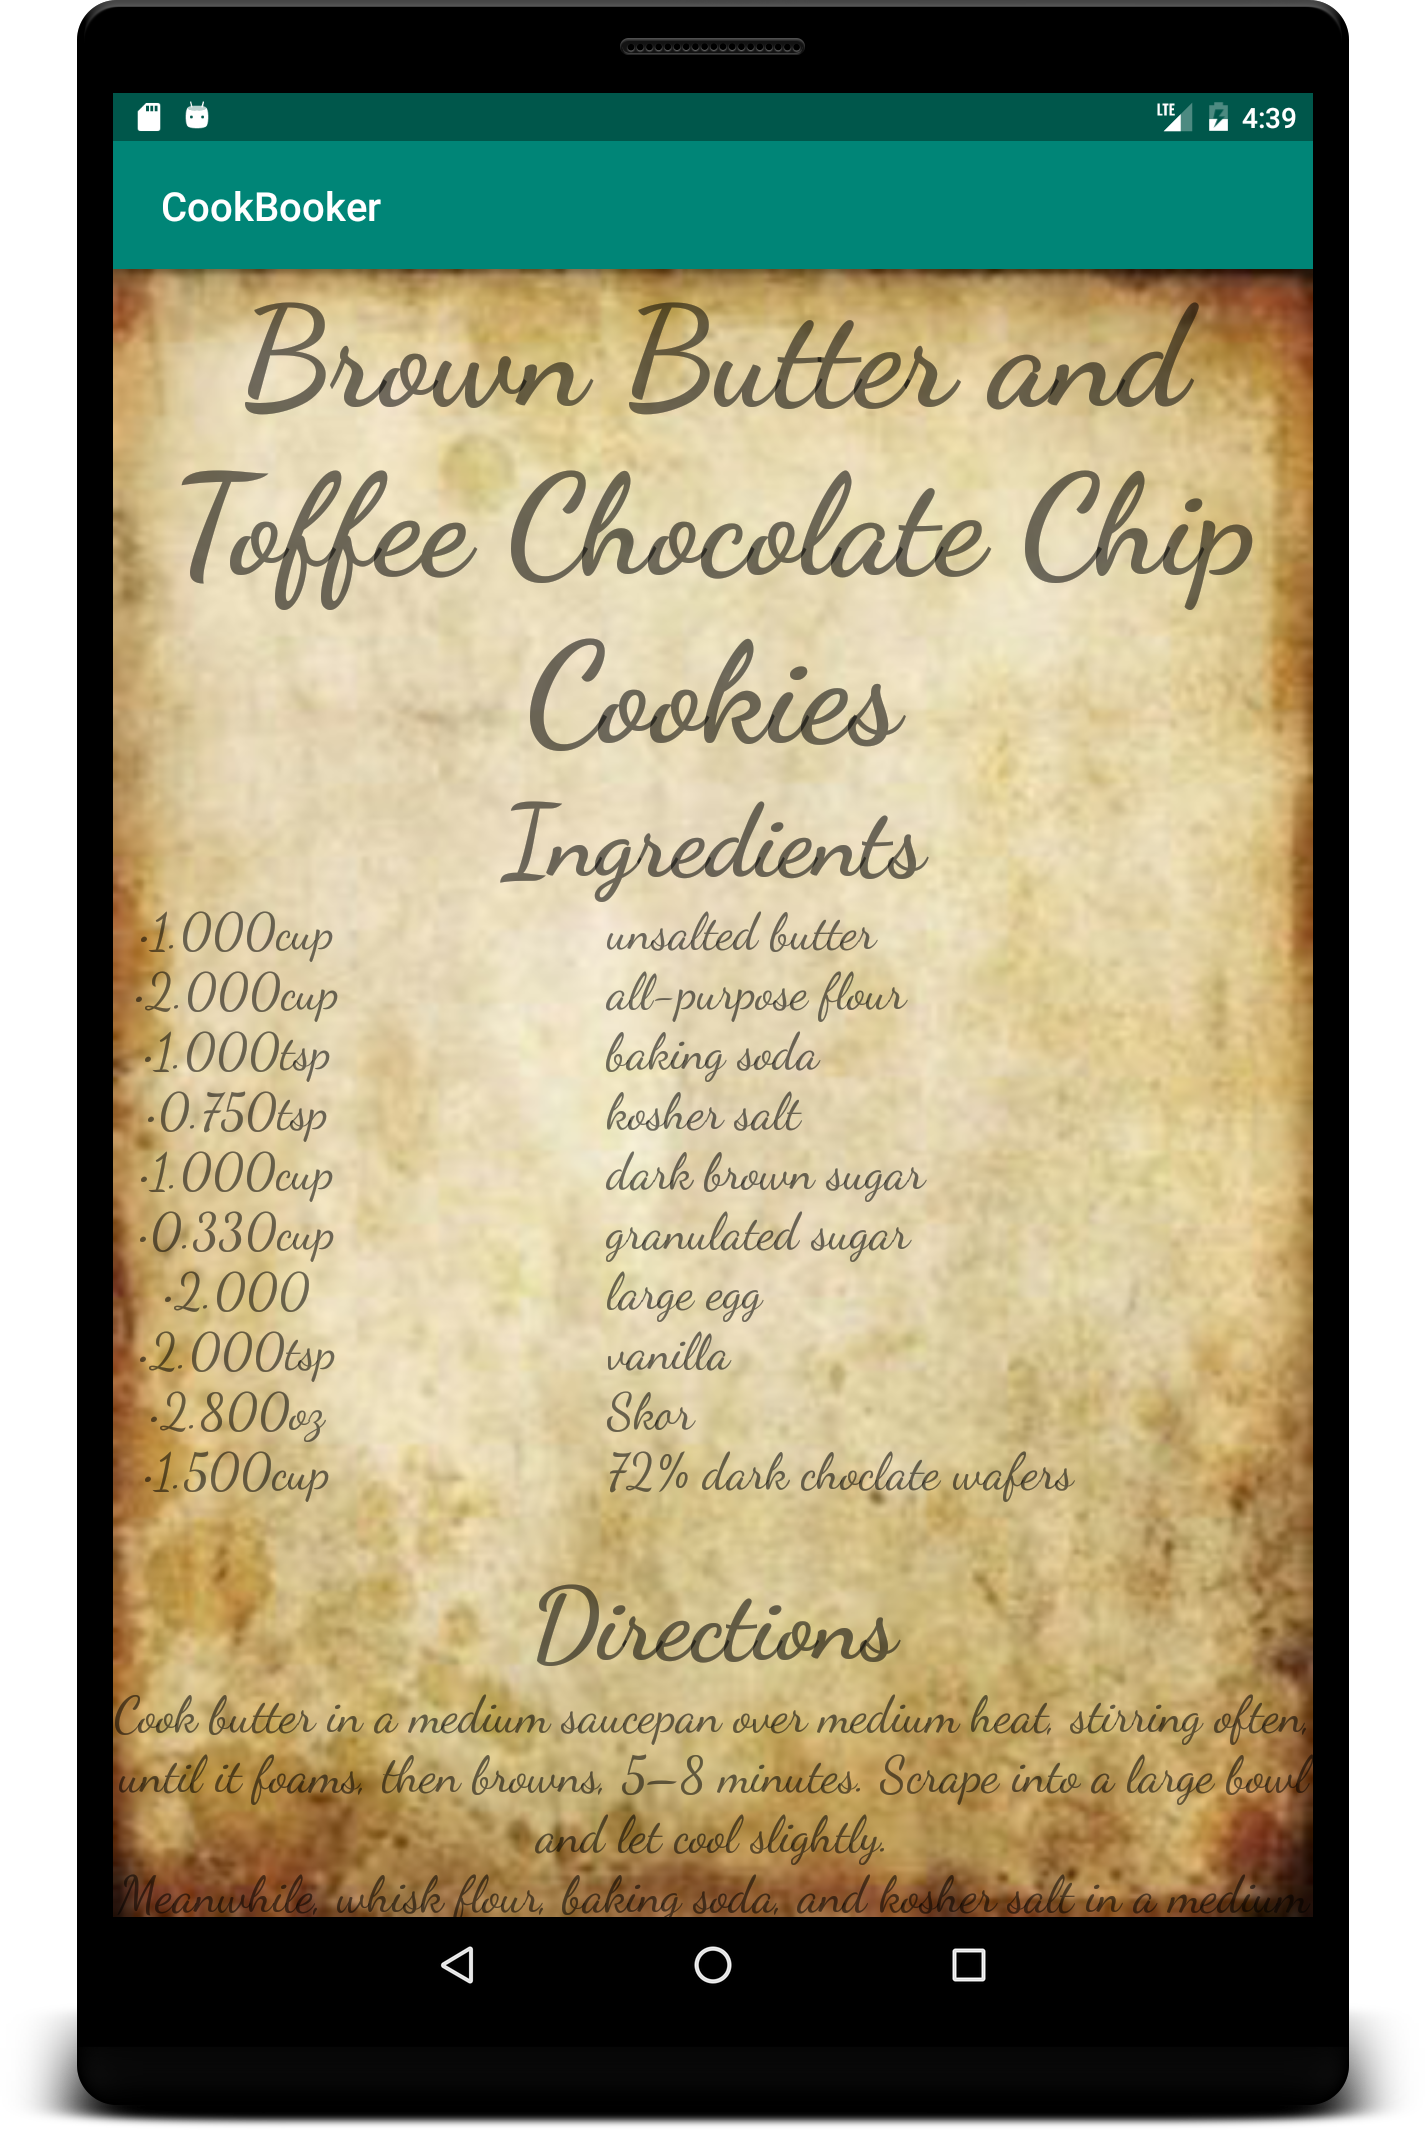 LTE 4:39
CookBooker
Brown Butter and
Toffee Chocolate Chip
Cookies
Ingredients
•1.000cup unsalted butter
•2.000cup all-purpose flour
•1.000tsp baking soda
•0.750tsp kosher salt
•1.000cup dark brown sugar
•0.330cup granulated sugar
•2.000 large egg
•2.000tsp vanilla
•2.800oz Skor
•1.500cup 72% dark choclate wafers
Directions
Cook butter in a medium saucepan over medium heat, stirring often,
until it foams, then browns, 5–8 minutes. Scrape into a large bowl
and let cool slightly.
Meanwhile, whisk flour, baking soda, and kosher salt in a medium